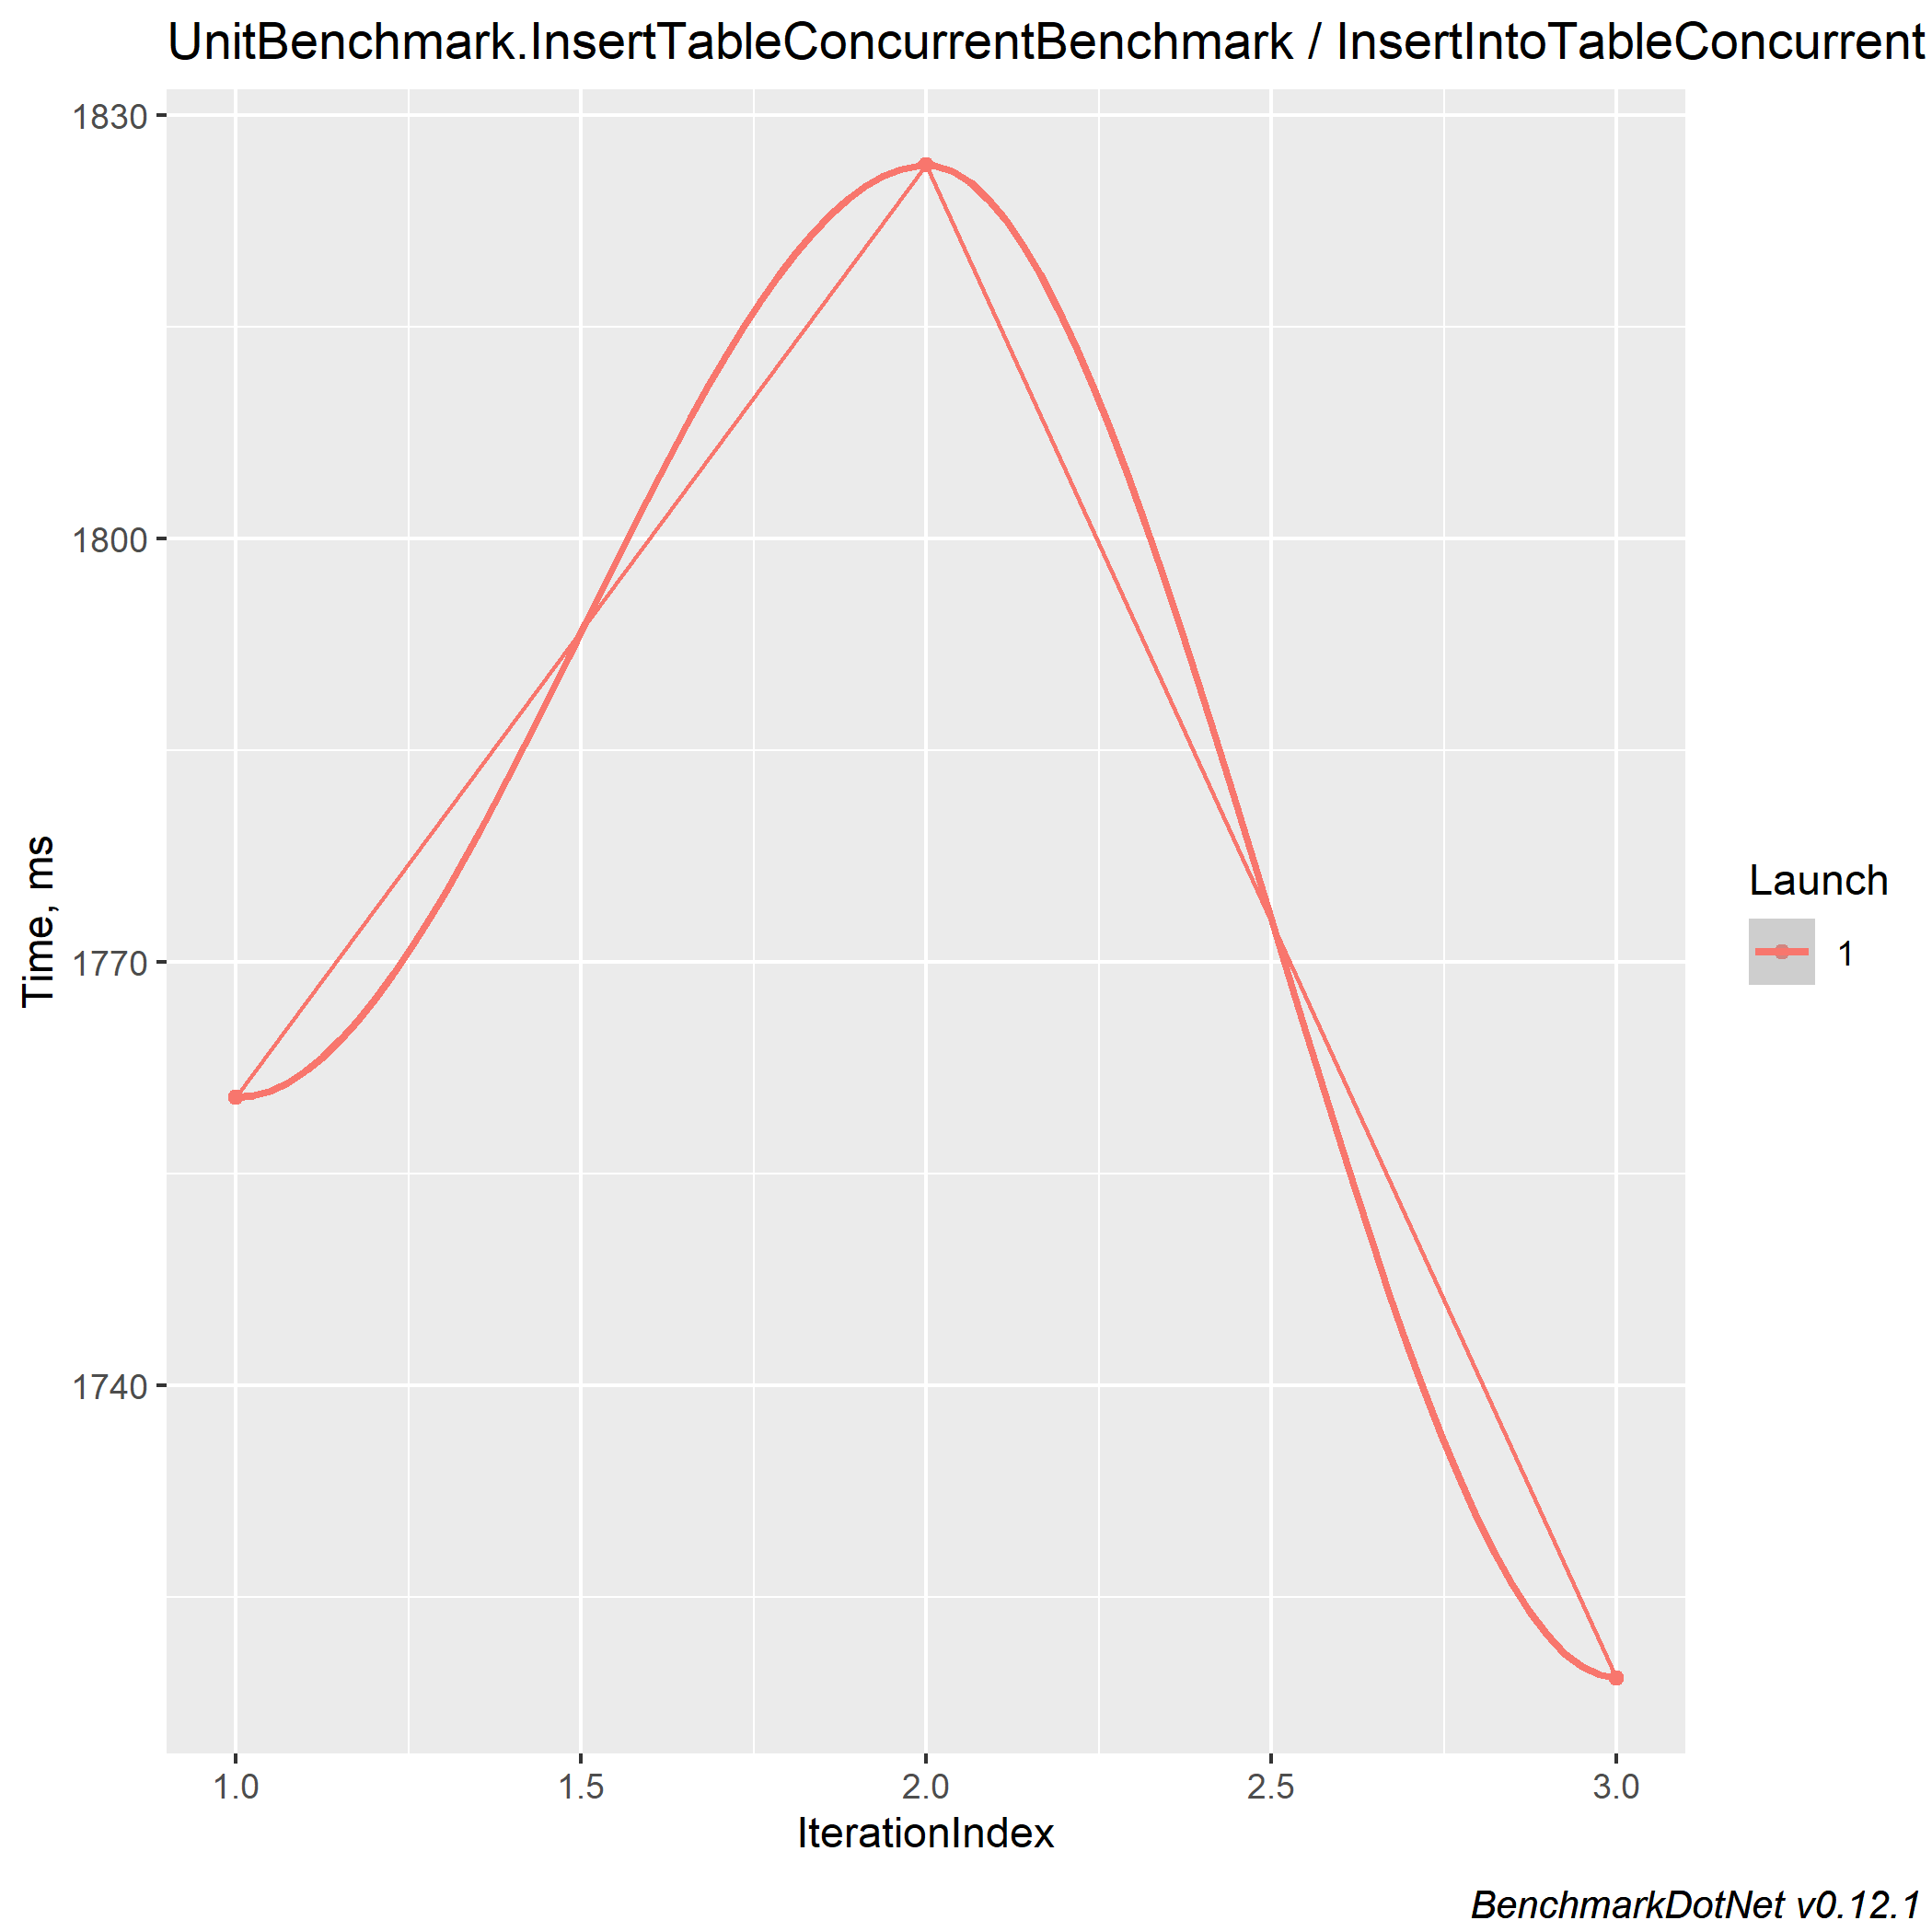 UnitBenchmark.InsertTableConcurrentBenchmark / InsertIntoTableConcurrent
1830
1800
1770
1740
Time, ms
1.0 1.5 2.0 2.5 3.0
IterationIndex
Launch
1
BenchmarkDotNet v0.12.1